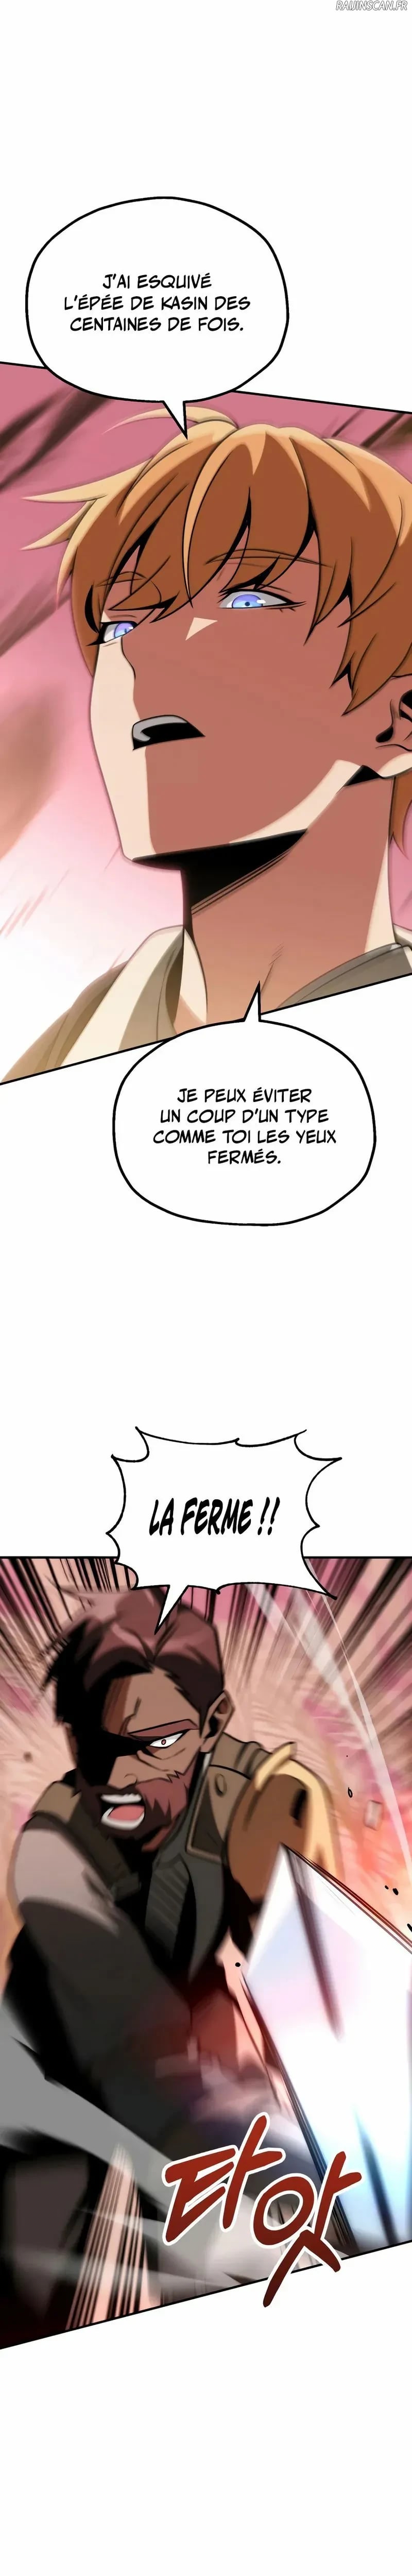 RAIJINSCAN.FR
J'AI ESQUIVÉ
L'ÉPÉE DE KASIN DES
CENTAINES DE FOIS.
JE PEUX ÉVITER
UN COUP D'UN TYPE
COMME TOI LES YEUX
FERMÉS.
LA FERME !!
타앗